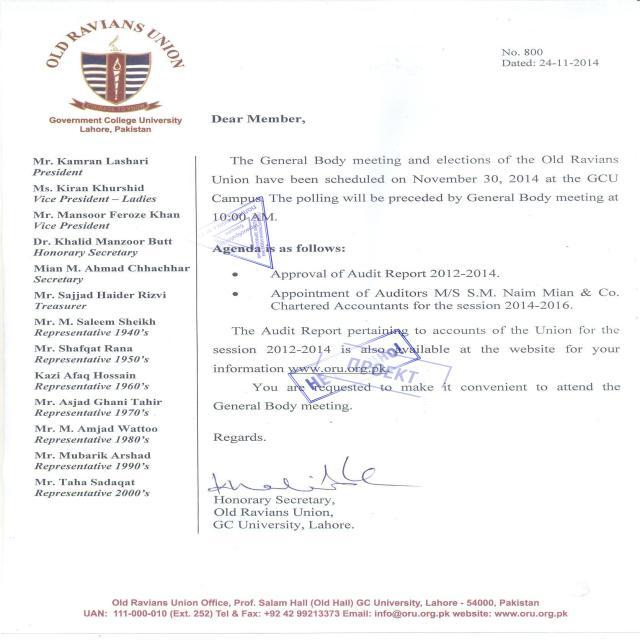 OLD RAVIANS UNION
Government College University
Lahore, Pakistan
No. 800
Dated: 24-11-2014
Mr. Kamran Lashari
President
Ms. Kiran Khurshid
Vice President – Ladies
Mr. Mansoor Feroze Khan
Vice President
Dr. Khalid Manzoor Butt
Honorary Secretary
Mian M. Ahmad Chhachhar
Secretary
Mr. Sajjad Haider Rizvi
Treasurer
Mr. M. Saleem Sheikh
Representative 1940's
Mr. Shafqat Rana
Representative 1950's
Kazi Afaq Hossain
Representative 1960's
Mr. Asjad Ghani Tahir
Representative 1970's
Mr. M. Amjad Wattoo
Representative 1980's
Mr. Mubarik Arshad
Representative 1990's
Mr. Taha Sadaqat
Representative 2000's
Dear Member,
The General Body meeting and elections of the Old Ravians
Union have been scheduled on November 30, 2014 at the GCU
Campus. The polling will be preceded by General Body meeting at
10:00 AM.
Agenda is as follows:
• Approval of Audit Report 2012-2014.
• Appointment of Auditors M/S S.M. Naim Mian & Co.
Chartered Accountants for the session 2014-2016.
The Audit Report pertaining to accounts of the Union for the
session 2012-2014 is also available at the website for your
information www.oru.org.pk.
НЕ
ПРОЕКТ
You are requested to make it convenient to attend the
General Body meeting.
Regards.
Honorary Secretary,
Old Ravians Union,
GC University, Lahore.
Old Ravians Union Office, Prof. Salam Hall (Old Hall) GC University, Lahore - 54000, Pakistan
UAN: 111-000-010 (Ext. 252) Tel & Fax: +92 42 99213373 Email: info@oru.org.pk website: www.oru.org.pk